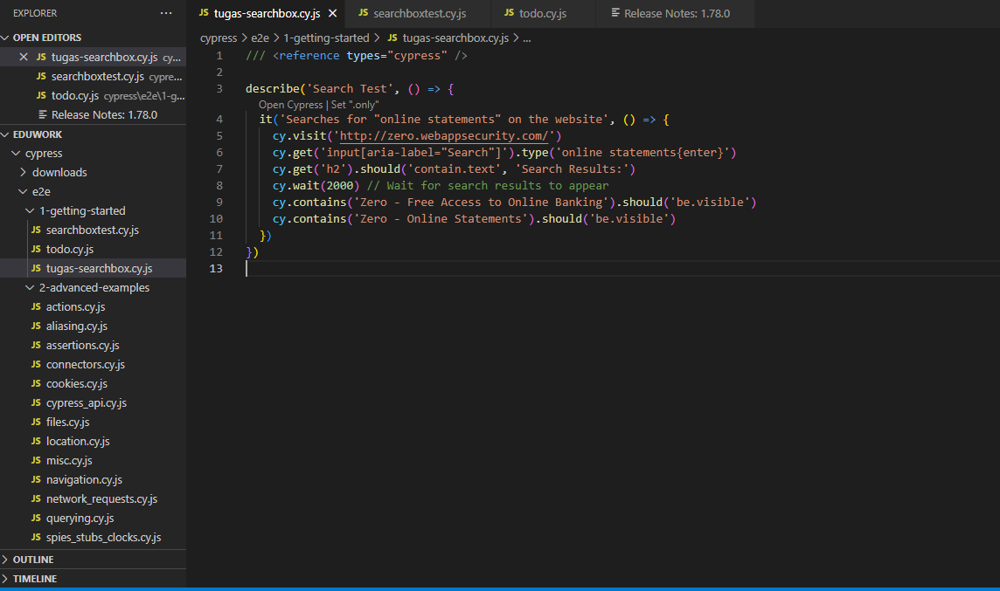 EXPLORER ...
OPEN EDITORS
JS tugas-searchbox.cy.js cy...
JS searchboxtest.cy.js cypre...
JS todo.cy.js cypress\e2e\1-g...
Release Notes: 1.78.0
EDUWORK
cypress
downloads
e2e
1-getting-started
JS searchboxtest.cy.js
JS todo.cy.js
JS tugas-searchbox.cy.js
2-advanced-examples
JS actions.cy.js
JS aliasing.cy.js
JS assertions.cy.js
JS connectors.cy.js
JS cookies.cy.js
JS cypress_api.cy.js
JS files.cy.js
JS location.cy.js
JS misc.cy.js
JS navigation.cy.js
JS network_requests.cy.js
JS querying.cy.js
JS spies_stubs_clocks.cy.js
OUTLINE
TIMELINE
JS tugas-searchbox.cy.js JS searchboxtest.cy.js JS todo.cy.js Release Notes: 1.78.0
cypress > e2e > 1-getting-started > JS tugas-searchbox.cy.js > ...
1 /// <reference types="cypress" />
2
3 describe('Search Test', () => {
Open Cypress | Set ".only"
4 it('Searches for "online statements" on the website', () => {
5 cy.visit('http://zero.webappsecurity.com/')
6 cy.get('input[aria-label="Search"]').type('online statements{enter}')
7 cy.get('h2').should('contain.text', 'Search Results:')
8 cy.wait(2000) // Wait for search results to appear
9 cy.contains('Zero - Free Access to Online Banking').should('be.visible')
10 cy.contains('Zero - Online Statements').should('be.visible')
11 })
12 })
13